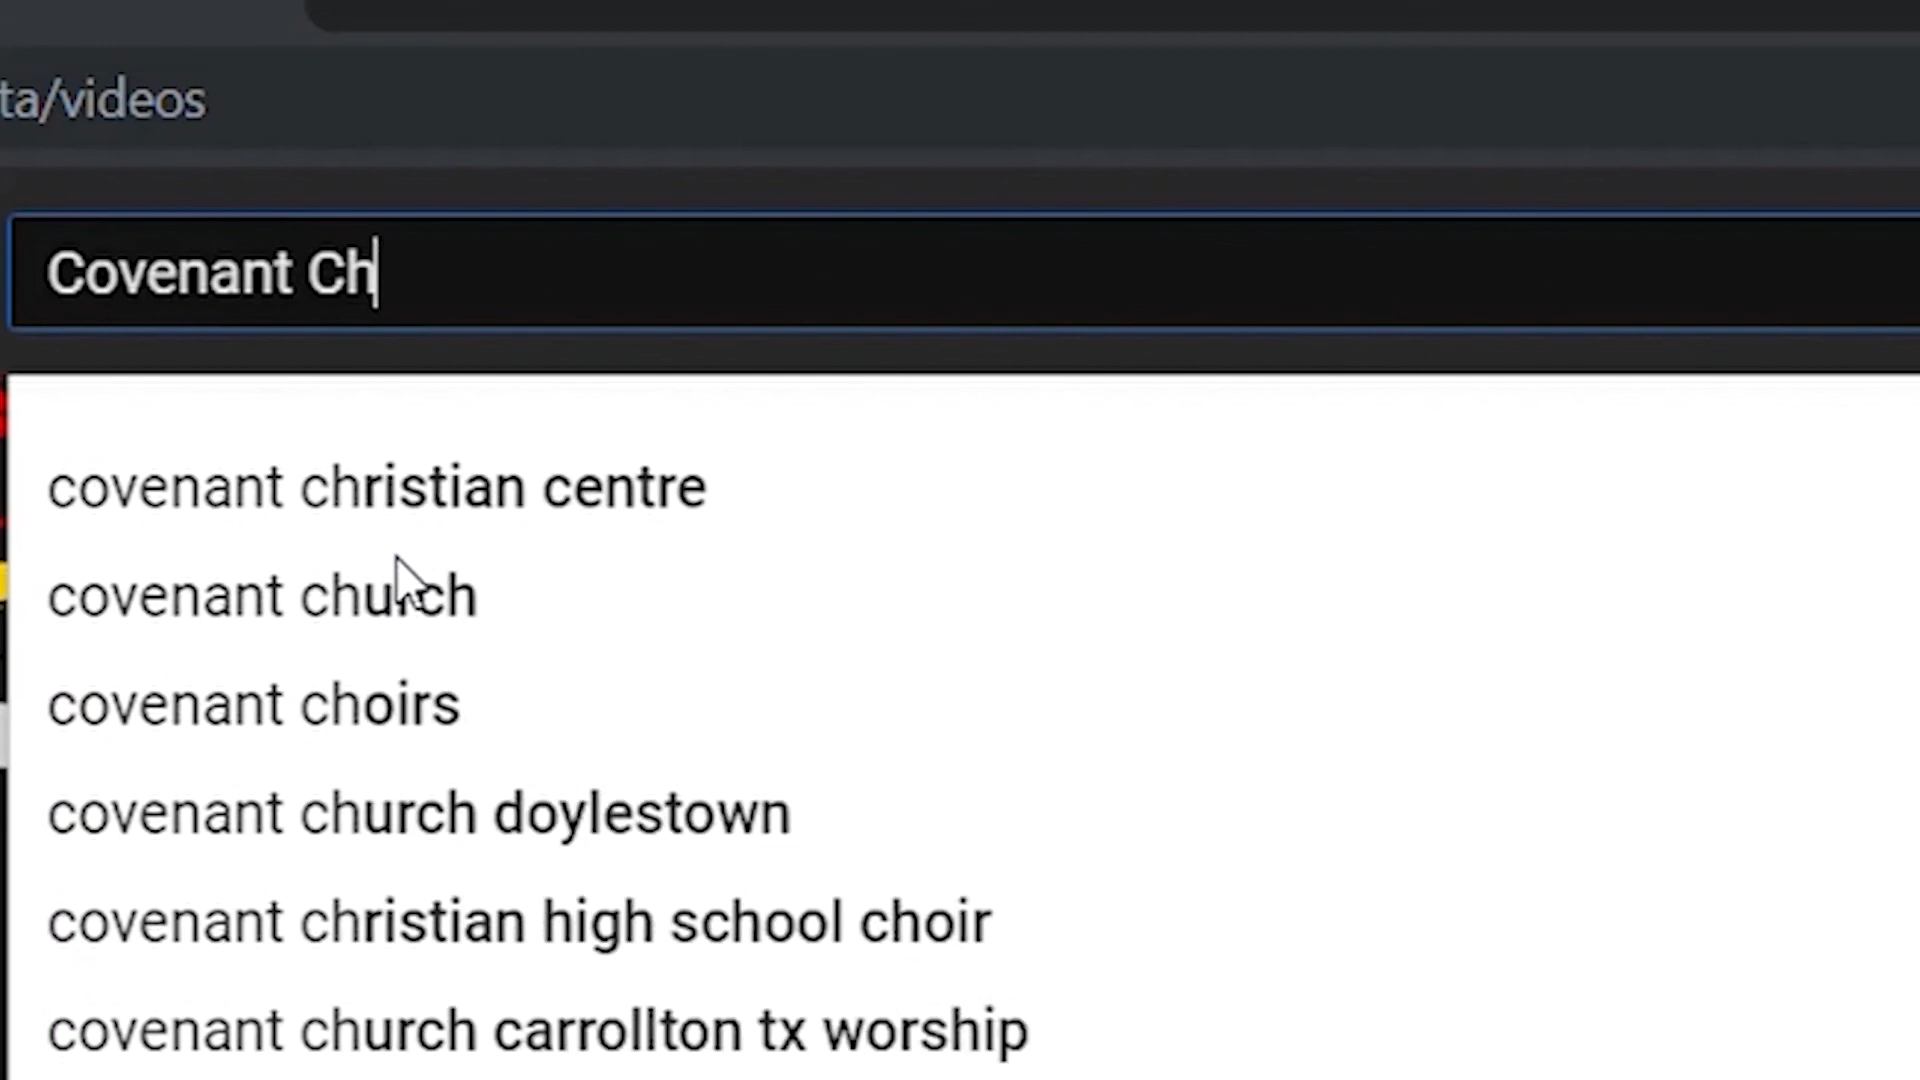 ta/videos
Covenant Ch
covenant christian centre
covenant church
covenant choirs
covenant church doylestown
covenant christian high school choir
covenant church carrollton tx worship